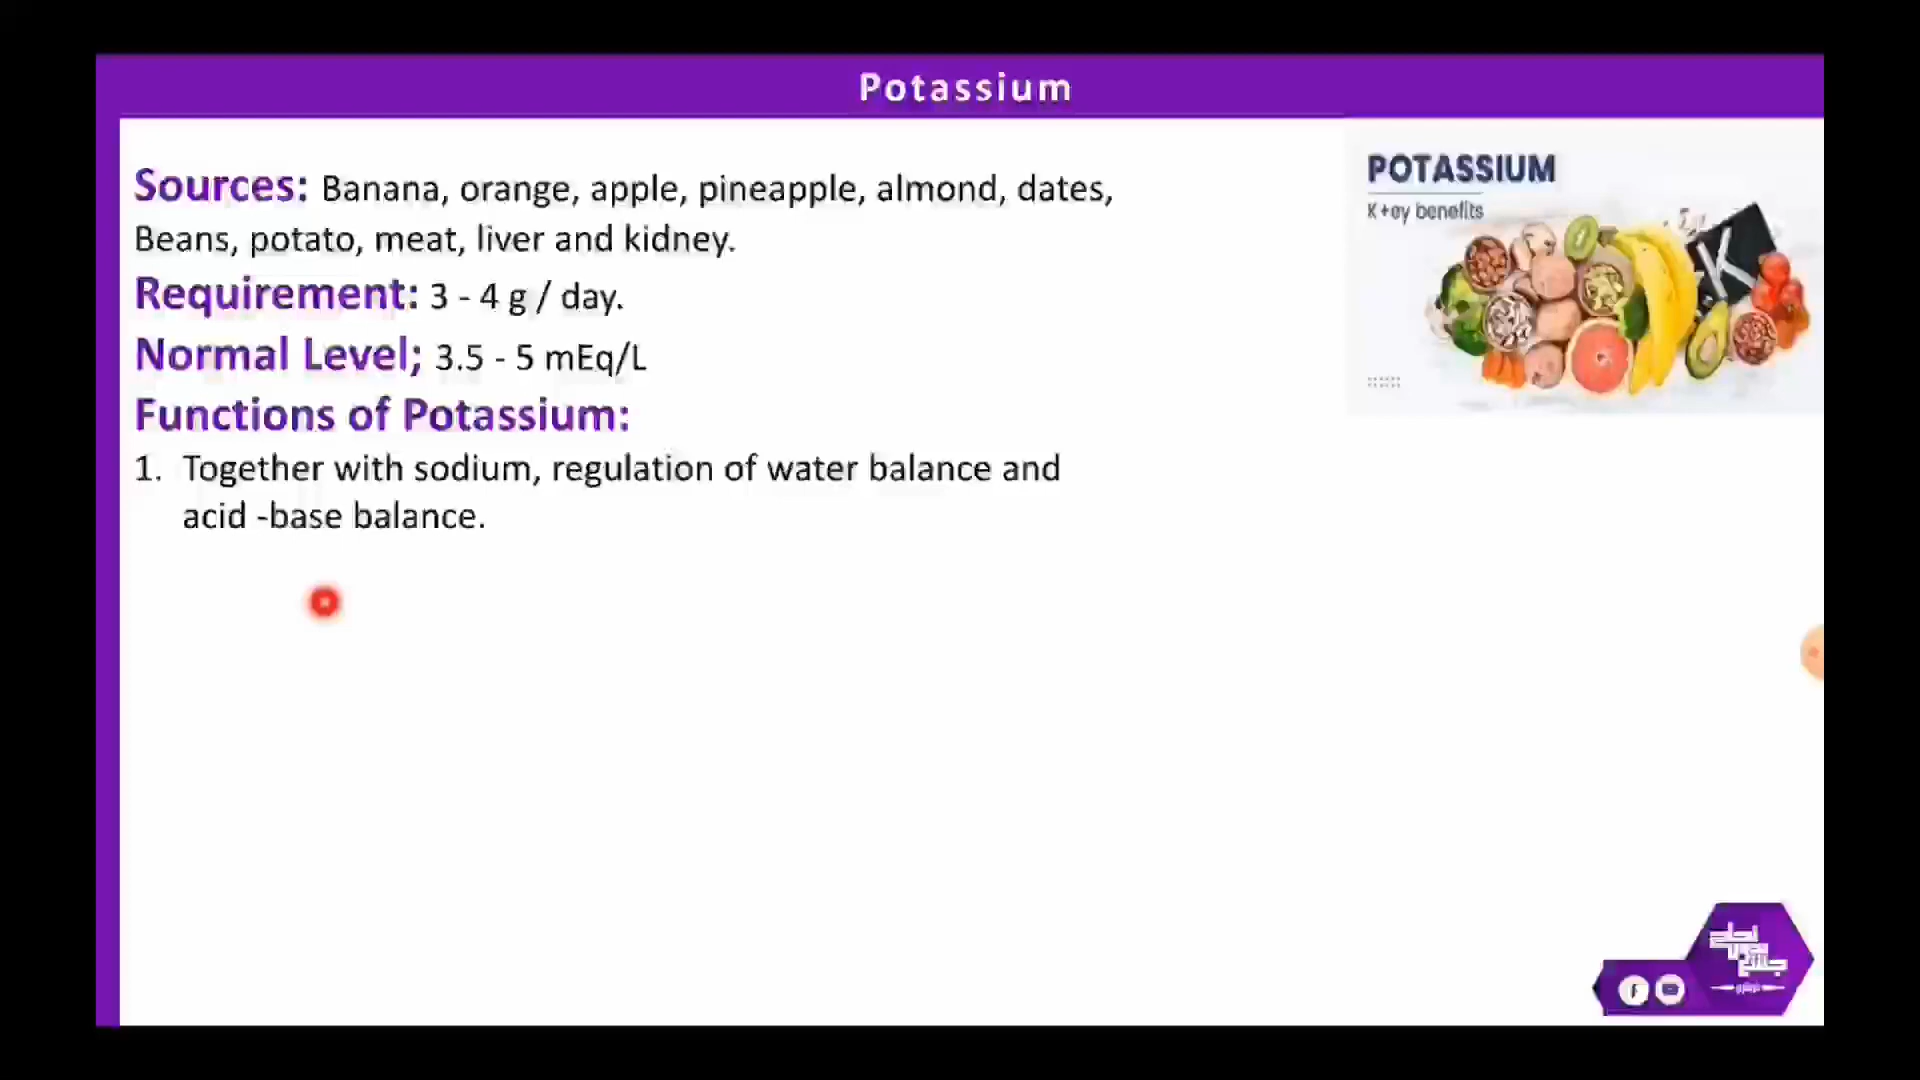 Potassium
Sources: Banana, orange, apple, pineapple, almond, dates,
Beans, potato, meat, liver and kidney.
Requirement: 3 - 4 g / day.
Normal Level; 3.5 - 5 mEq/L
Functions of Potassium:
1. Together with sodium, regulation of water balance and
acid -base balance.
POTASSIUM
K+ey benefits
K